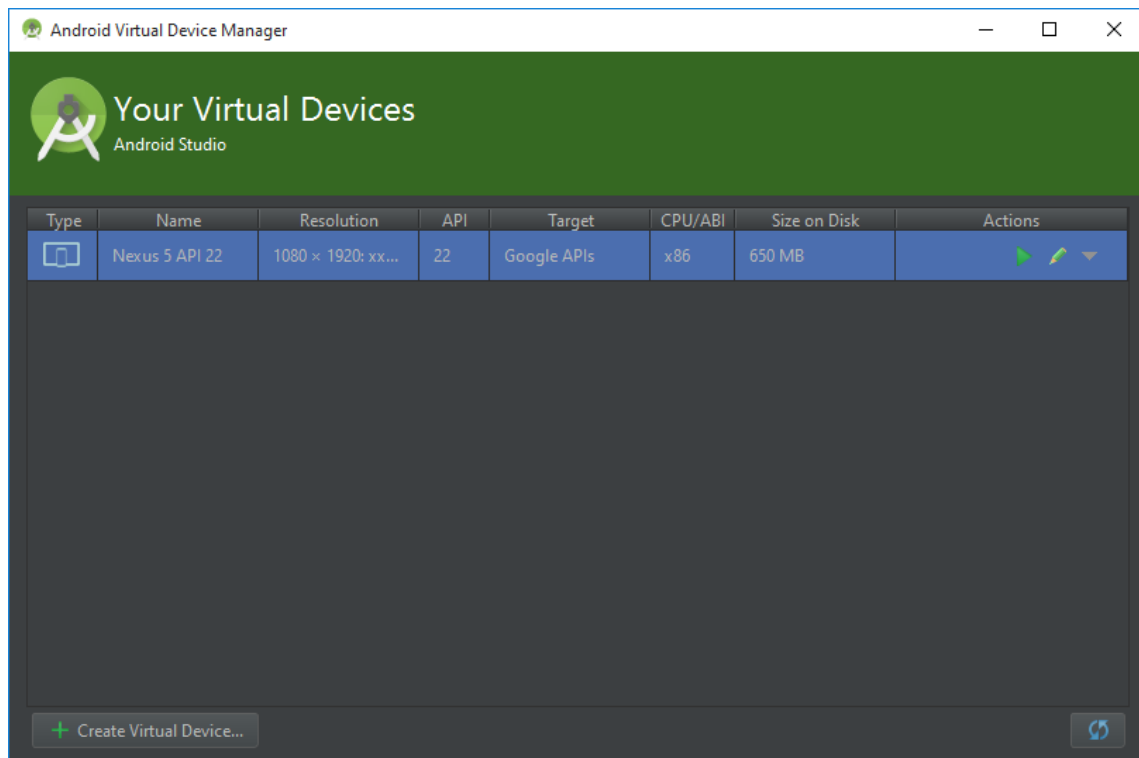 Android Virtual Device Manager
Your Virtual Devices
Android Studio
Type Name Resolution API Target CPU/ABI Size on Disk Actions
Nexus 5 API 22 1080 × 1920: xx... 22 Google APIs x86 650 MB
Create Virtual Device...